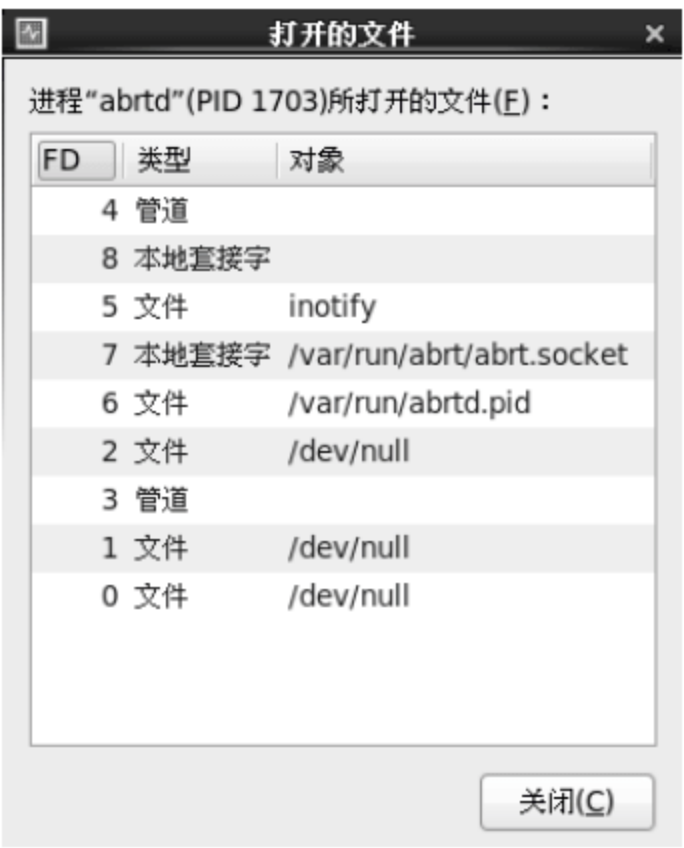 打开的文件
进程“abrtd”(PID 1703)所打开的文件(F)：
FD 类型 对象
4 管道
8 本地套接字
5 文件 inotify
7 本地套接字 /var/run/abrt/abrt.socket
6 文件 /var/run/abrtd.pid
2 文件 /dev/null
3 管道
1 文件 /dev/null
0 文件 /dev/null
关闭(C)